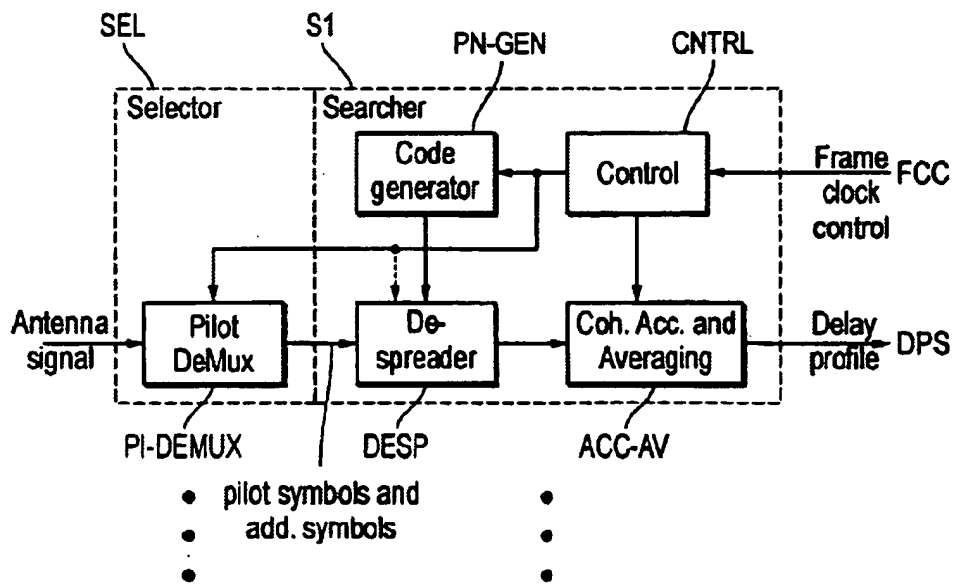 SEL
S1
PN-GEN
CNTRL
Selector
Searcher
Code
generator
Control
Frame
clock
control
FCC
Antenna
signal
Pilot
DeMux
De-
spreader
Coh. Acc. and
Averaging
Delay
profile
DPS
PI-DEMUX
DESP
ACC-AV
pilot symbols and
add. symbols